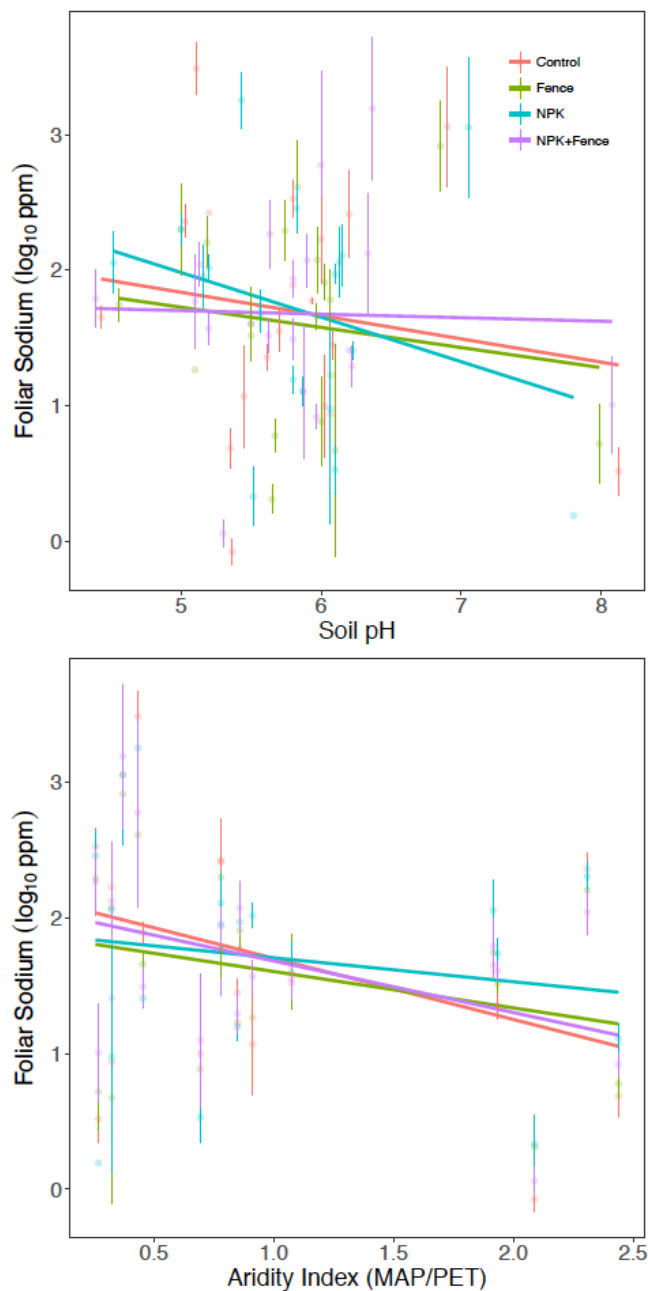 Foliar Sodium (log₁₀ ppm)
3
2
1
0
Control
Fence
NPK
NPK+Fence
5 6 7 8
Soil pH
Foliar Sodium (log₁₀ ppm)
3
2
1
0
0.5 1.0 1.5 2.0 2.5
Aridity Index (MAP/PET)